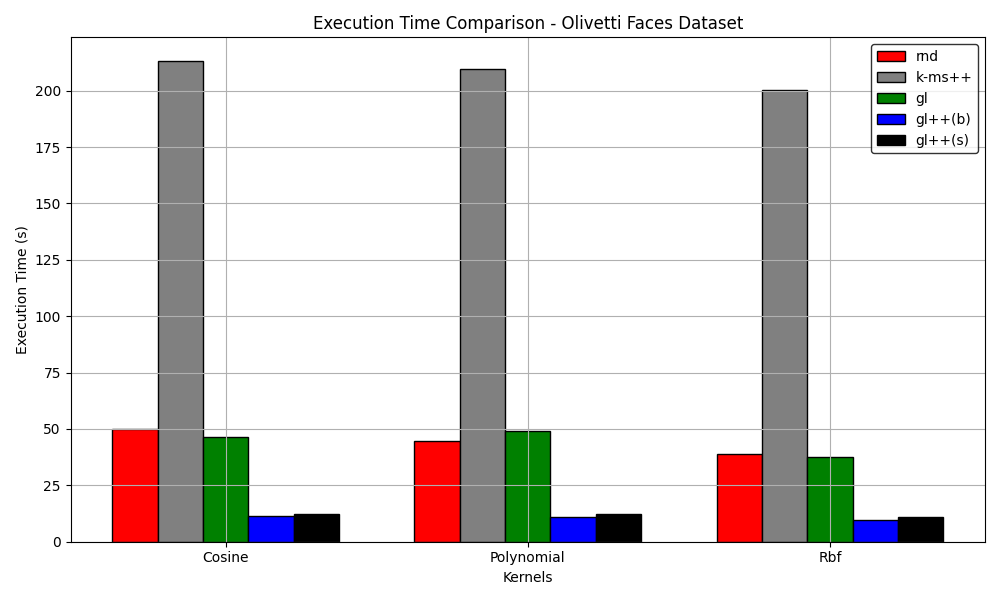 Execution Time Comparison - Olivetti Faces Dataset
rnd
k-ms++
gl
gl++(b)
gl++(s)
Execution Time (s)
200
175
150
125
100
75
50
25
0
Cosine
Polynomial
Rbf
Kernels